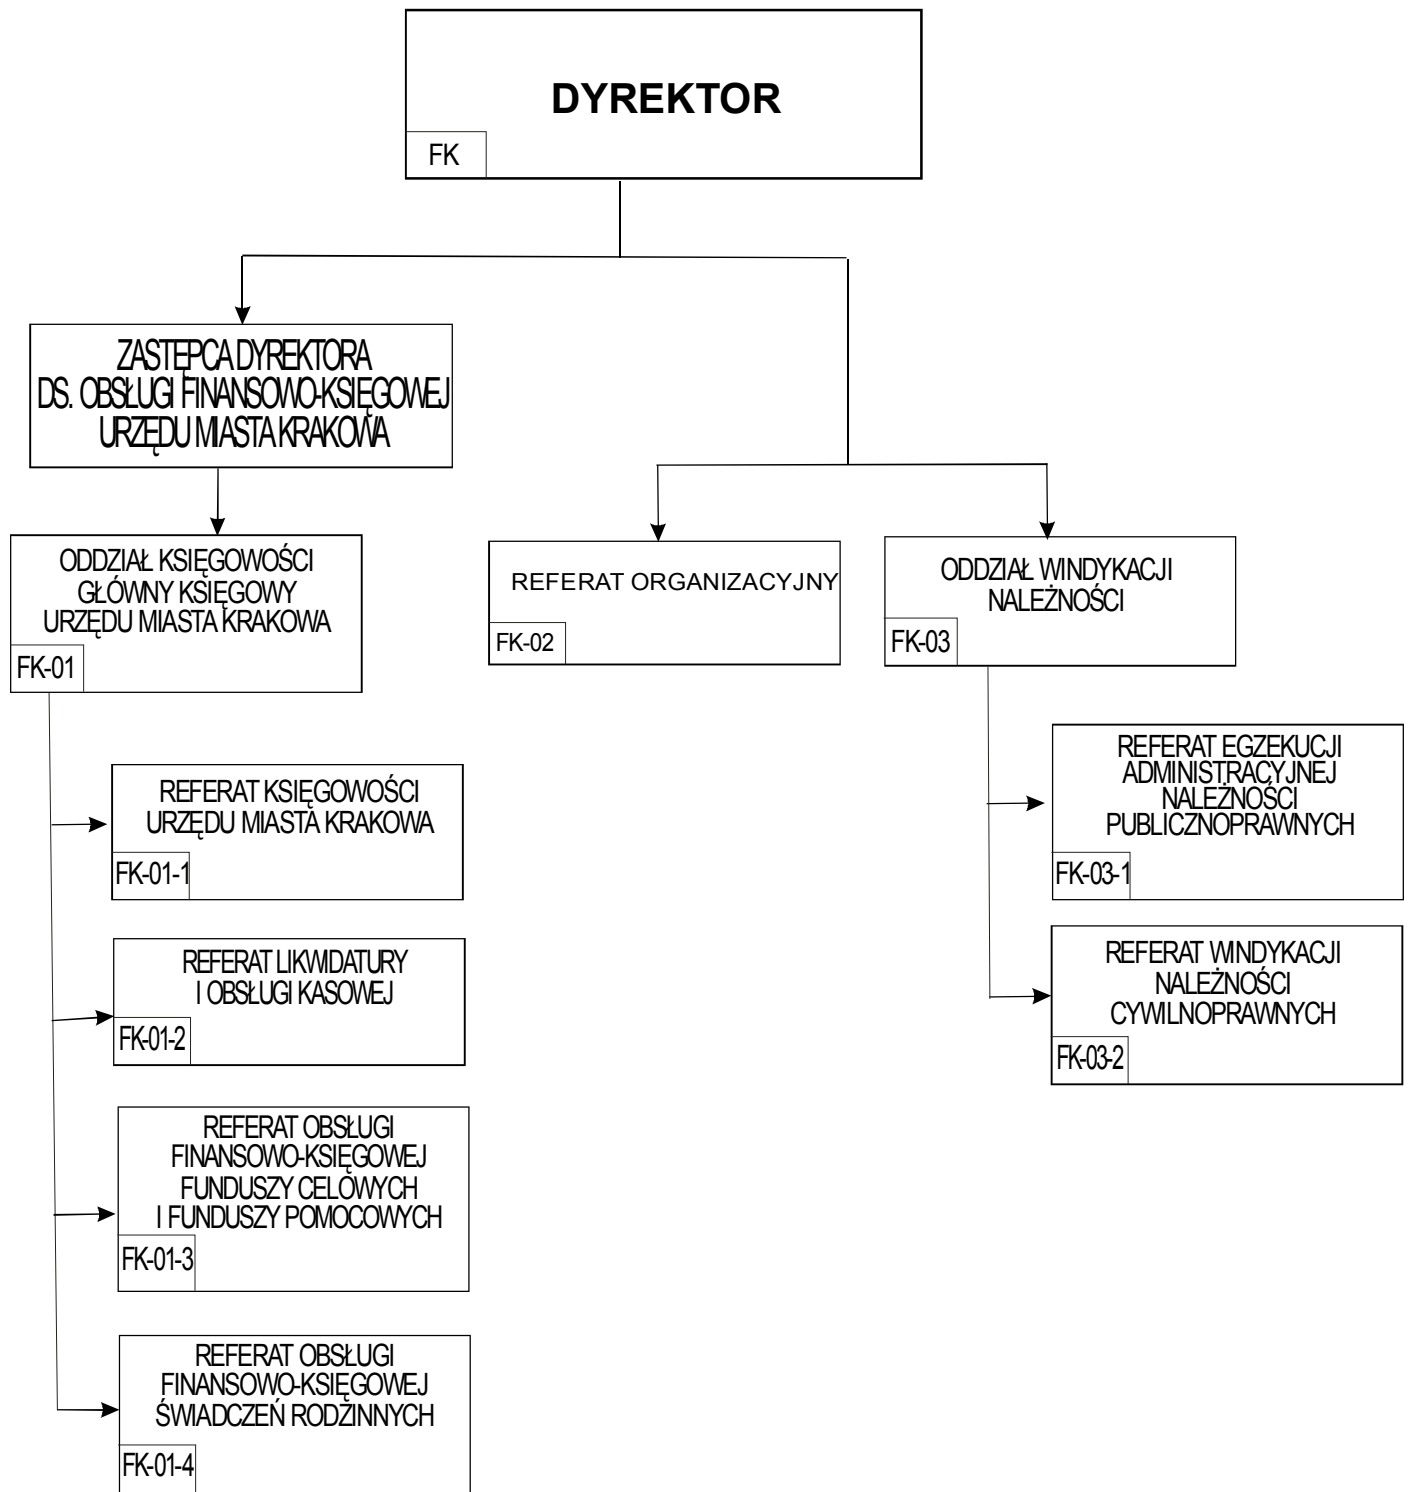 DYREKTOR
FK
ZASTĘPCA DYREKTORA
DS. OBSŁUGI FINANSOWO-KSIĘGOWEJ
URZĘDU MIASTA KRAKOWA
ODDZIAŁ KSIĘGOWOŚCI
GŁÓWNY KSIĘGOWY
URZĘDU MIASTA KRAKOWA
FK-01
REFERAT ORGANIZACYJNY
FK-02
ODDZIAŁ WINDYKACJI
NALEŻNOŚCI
FK-03
REFERAT KSIĘGOWOŚCI
URZĘDU MIASTA KRAKOWA
FK-01-1
REFERAT LIKWIDATURY
I OBSŁUGI KASOWEJ
FK-01-2
REFERAT OBSŁUGI
FINANSOWO-KSIĘGOWEJ
FUNDUSZY CELOWYCH
I FUNDUSZY POMOCOWYCH
FK-01-3
REFERAT OBSŁUGI
FINANSOWO-KSIĘGOWEJ
ŚWIADCZEŃ RODZINNYCH
FK-01-4
REFERAT EGZEKUCJI
ADMINISTRACYJNEJ
NALEŻNOŚCI
PUBLICZNOPRAWNYCH
FK-03-1
REFERAT WINDYKACJI
NALEŻNOŚCI
CYWILNOPRAWNYCH
FK-03-2